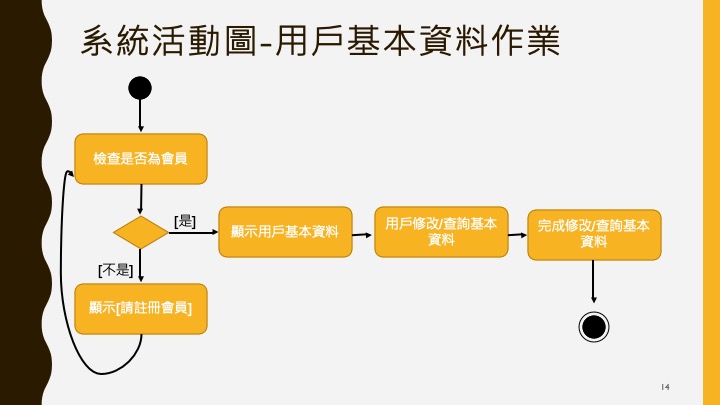 系統活動圖-用戶基本資料作業
檢查是否為會員
[是]
顯示用戶基本資料
用戶修改/查詢基本
資料
完成修改/查詢基本
資料
[不是]
顯示[請註冊會員]
14